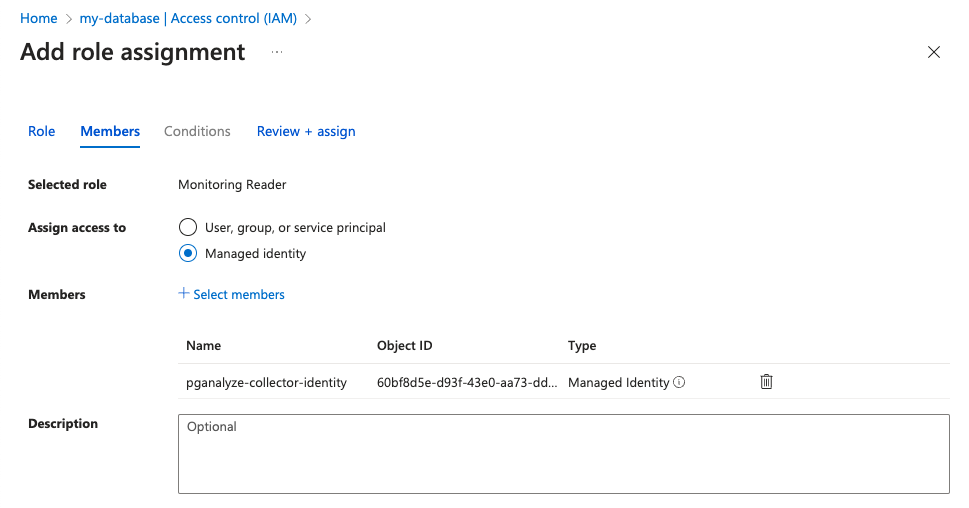 Home > my-database | Access control (IAM) >
Add role assignment ...
Role Members Conditions Review + assign
Selected role Monitoring Reader
Assign access to User, group, or service principal
Managed identity
Members + Select members
Name Object ID Type
pganalyze-collector-identity 60bf8d5e-d93f-43e0-aa73-dd... Managed Identity
Description Optional